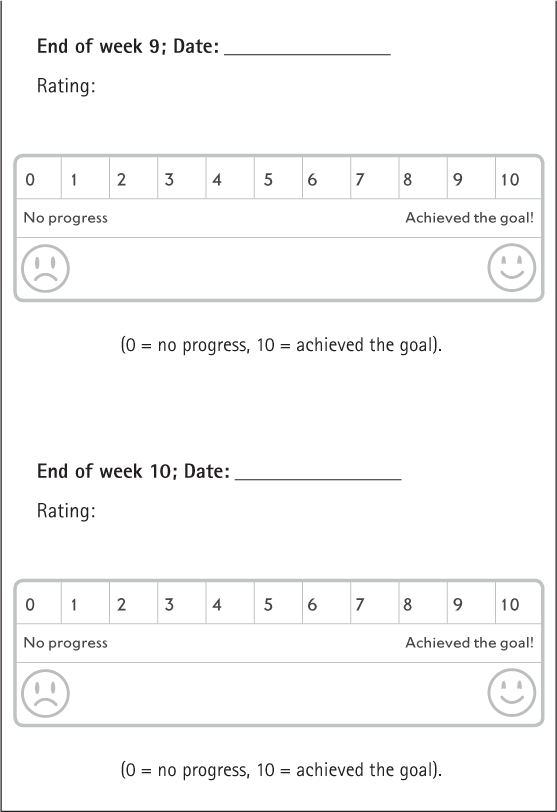 End of week 9; Date: _______________
Rating:
0 1 2 3 4 5 6 7 8 9 10
No progress Achieved the goal!
(0 = no progress, 10 = achieved the goal).
End of week 10; Date: _______________
Rating:
0 1 2 3 4 5 6 7 8 9 10
No progress Achieved the goal!
(0 = no progress, 10 = achieved the goal).